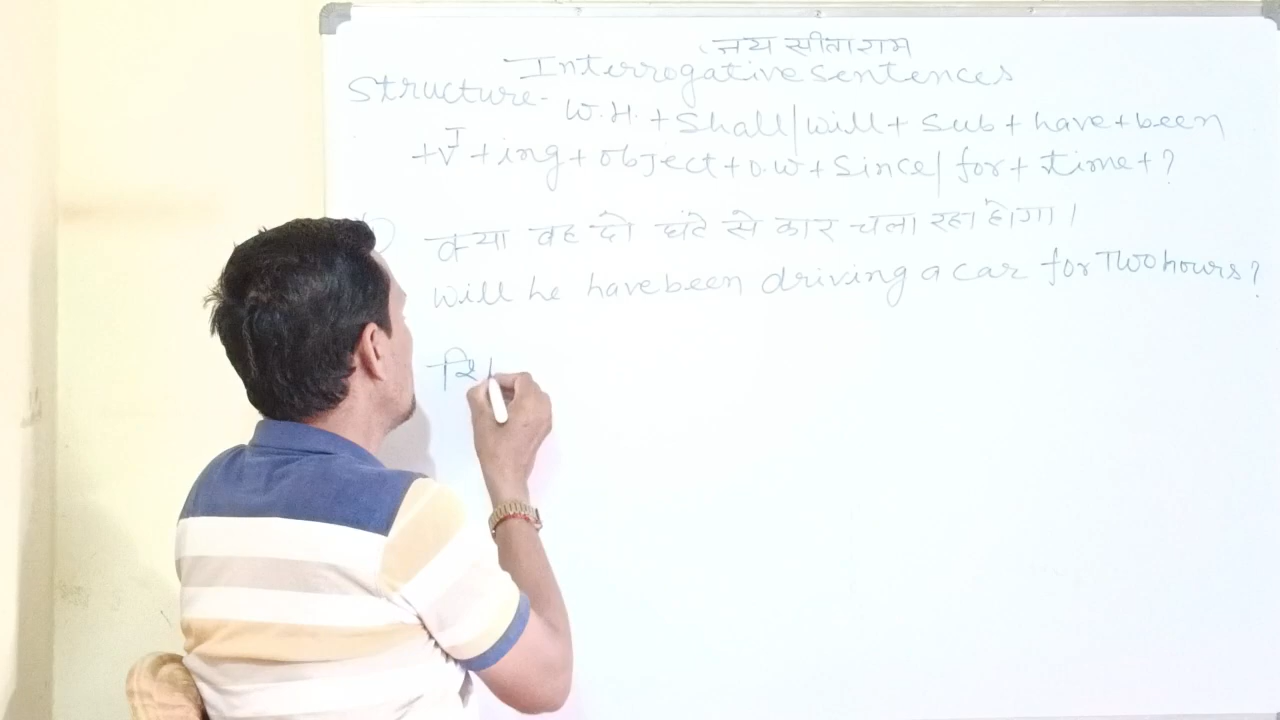 जय सीताराम
Interrogative sentences
Structure- W.H. + Shall/will + Sub + have + been
+ V I + ing + object + O.W + Since/for + time + ?
क्या वह दो घंटे से कार चला रहा होगा।
Will he have been driving a car for Two hours?